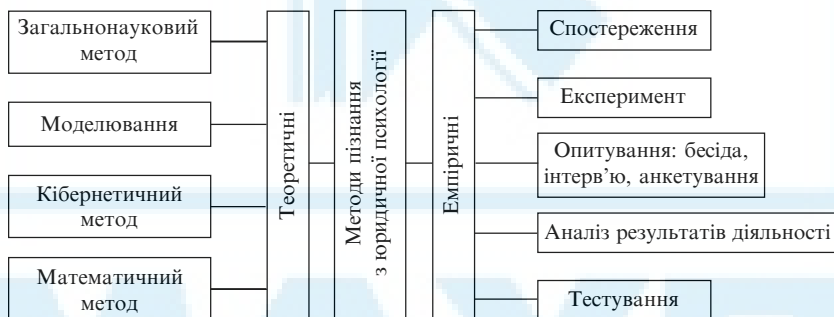 Загальнонауковий
метод
Моделювання
Кібернетичний
метод
Математичний
метод
Теоретичні
Методи пізнання
з юридичної психології
Емпіричні
Спостереження
Експеримент
Опитування: бесіда,
інтерв’ю, анкетування
Аналіз результатів діяльності
Тестування